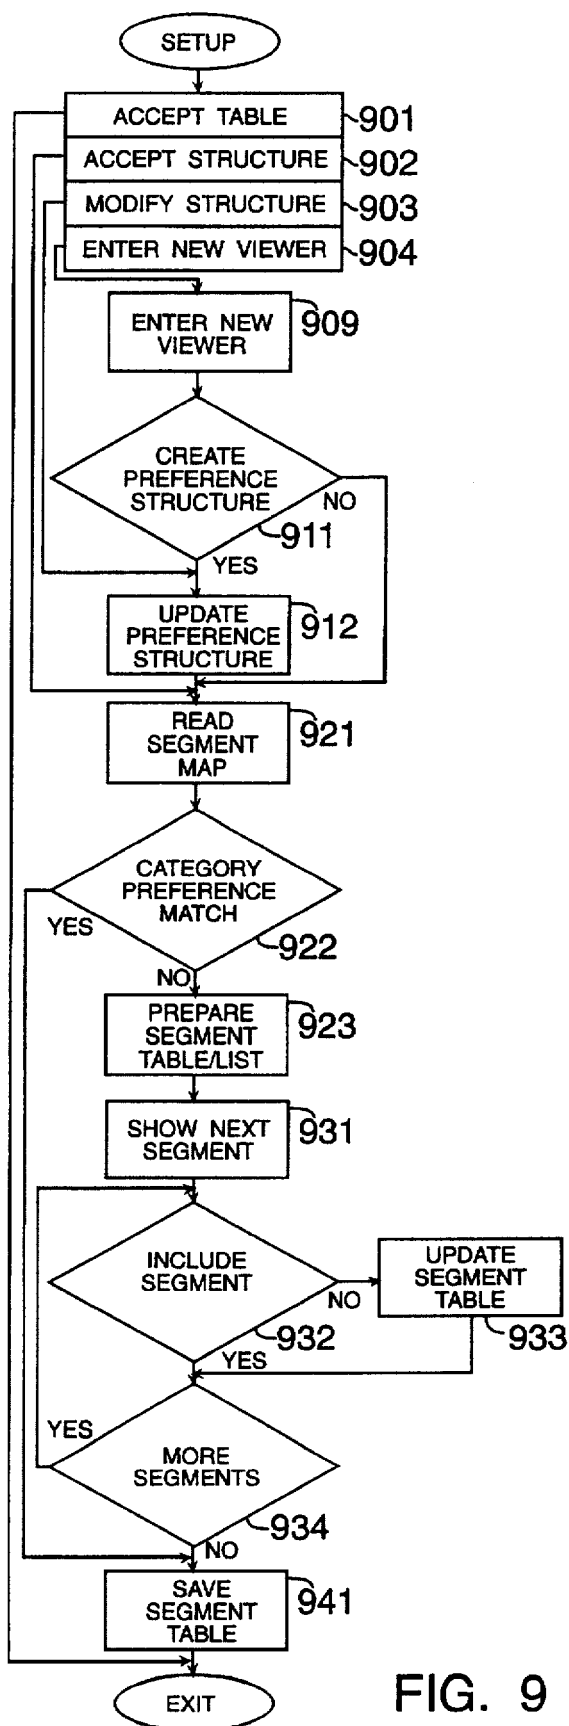 SETUP
ACCEPT TABLE 901
ACCEPT STRUCTURE 902
MODIFY STRUCTURE 903
ENTER NEW VIEWER 904
ENTER NEW
VIEWER
909
CREATE
PREFERENCE
STRUCTURE
NO
911
YES
UPDATE
PREFERENCE
STRUCTURE
912
READ
SEGMENT
MAP
921
CATEGORY
PREFERENCE
MATCH
YES
922
NO
PREPARE
SEGMENT
TABLE/LIST
923
SHOW NEXT
SEGMENT
931
INCLUDE
SEGMENT
NO
932
YES
UPDATE
SEGMENT
TABLE
933
YES
MORE
SEGMENTS
934
NO
SAVE
SEGMENT
TABLE
941
EXIT
FIG. 9